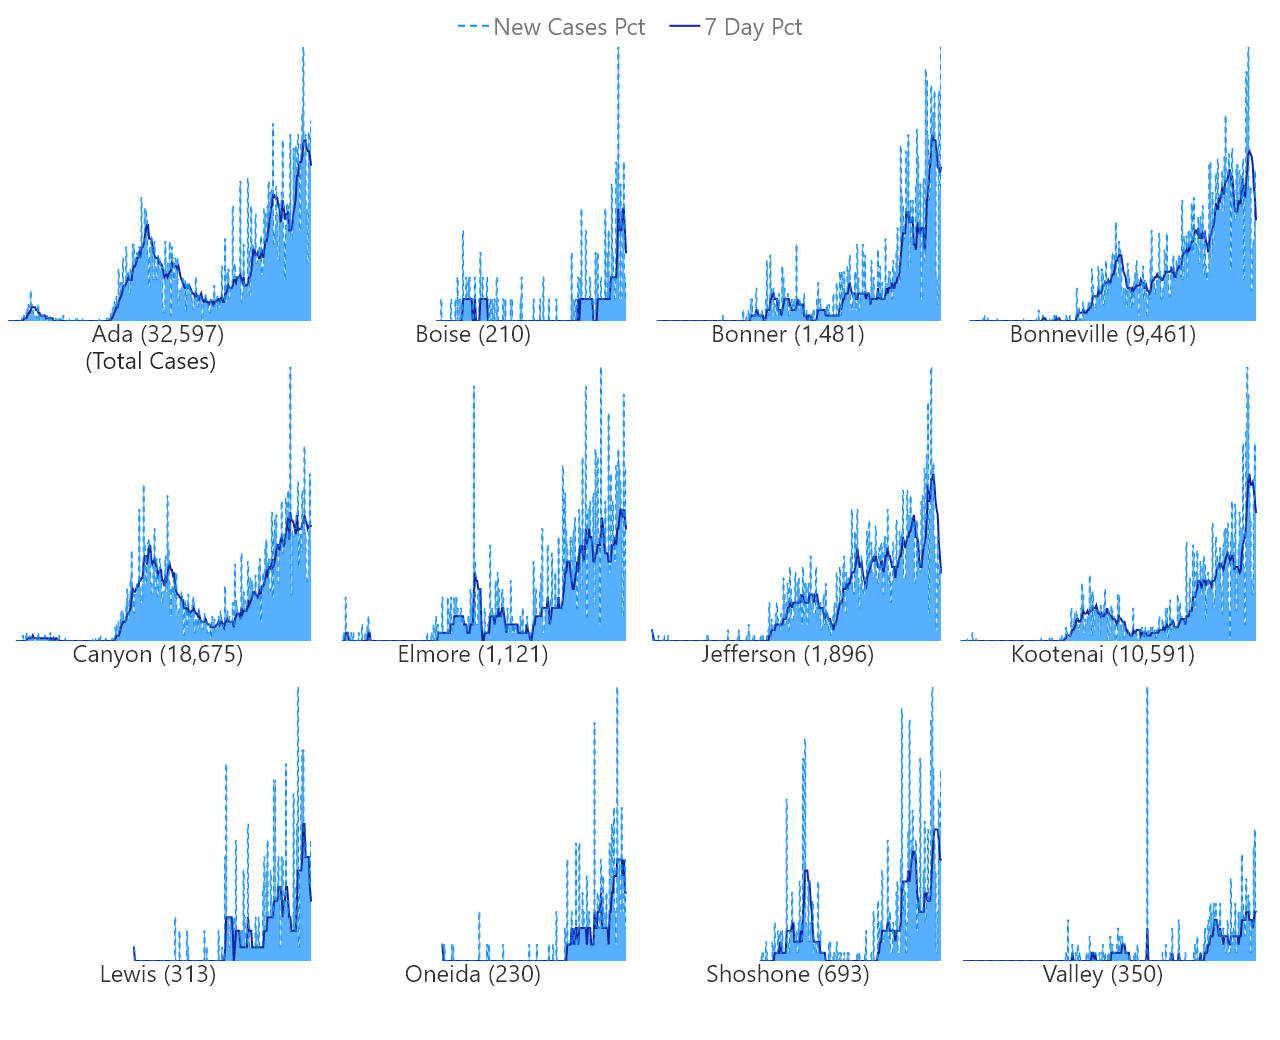 New Cases Pct 7 Day Pct
Ada (32,597) Boise (210) Bonner (1,481) Bonneville (9,461)
(Total Cases)
Canyon (18,675) Elmore (1,121) Jefferson (1,896) Kootenai (10,591)
Lewis (313) Oneida (230) Shoshone (693) Valley (350)